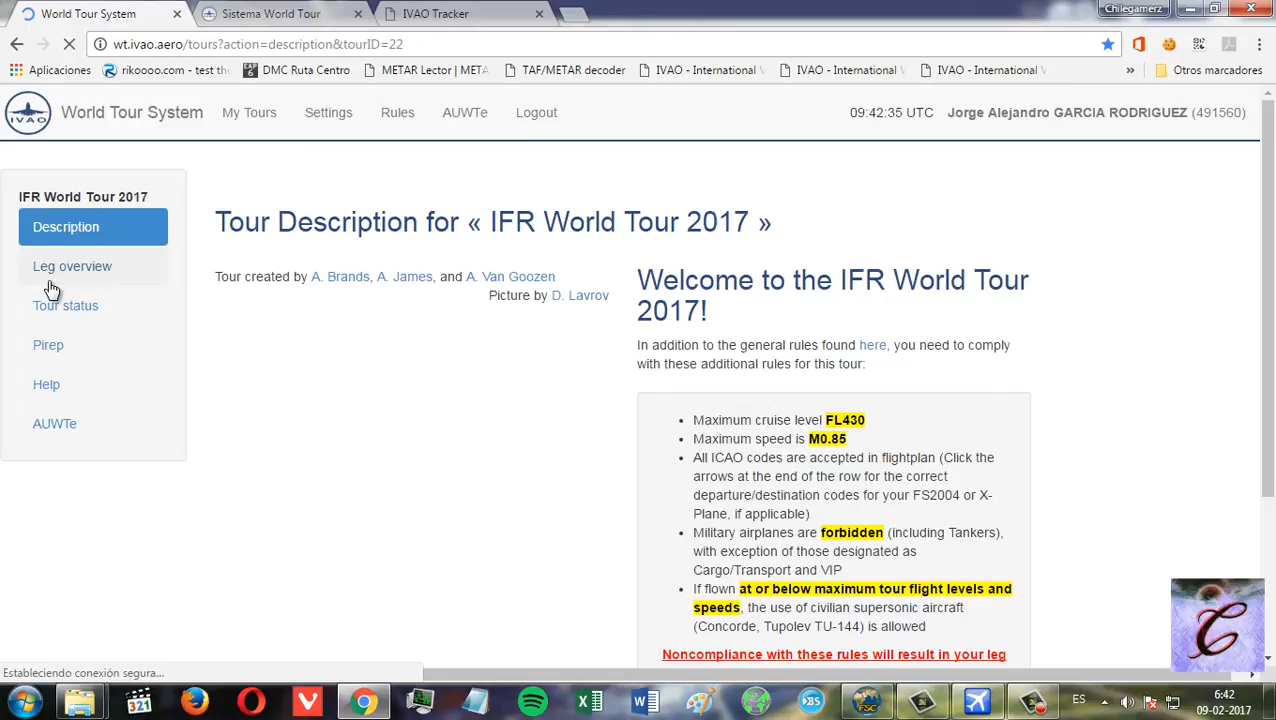 World Tour System
Sistema World Tour
IVAO Tracker
Chilegamerz
wt.ivao.aero/tours?action=description&tourID=22
Aplicaciones
rikoooo.com - test the
DMC Ruta Centro
METAR Lector | MET
TAF/METAR decoder
IVAO - International V
IVAO - International V
IVAO - International V
»
Otros marcadores
IVAO
World Tour System
My Tours
Settings
Rules
AUWTe
Logout
09:42:35 UTC
Jorge Alejandro GARCIA RODRIGUEZ (491560)
IFR World Tour 2017
Description
Leg overview
Tour status
Pirep
Help
AUWTe
Tour Description for « IFR World Tour 2017 »
Tour created by A. Brands, A. James, and A. Van Goozen
Picture by D. Lavrov
Welcome to the IFR World Tour
2017!
In addition to the general rules found here, you need to comply
with these additional rules for this tour:
• Maximum cruise level FL430
• Maximum speed is M0.85
• All ICAO codes are accepted in flightplan (Click the
arrows at the end of the row for the correct
departure/destination codes for your FS2004 or X-
Plane, if applicable)
• Military airplanes are forbidden (including Tankers),
with exception of those designated as
Cargo/Transport and VIP
• If flown at or below maximum tour flight levels and
speeds, the use of civilian supersonic aircraft
(Concorde, Tupolev TU-144) is allowed
Noncompliance with these rules will result in your leg
C
Estableciendo conexión segura...
321
FSC
ES
6:42
09-02-2017